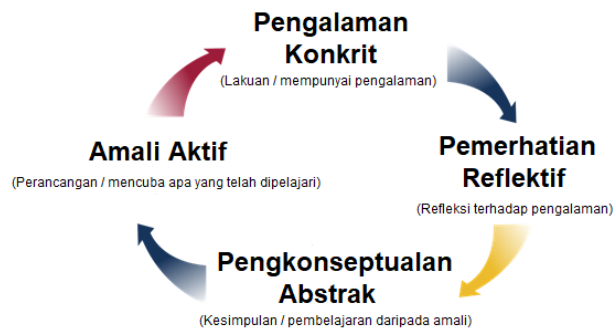 Pengalaman
Konkrit
(Lakuan / mempunyai pengalaman)
Pemerhatian
Reflektif
(Refleksi terhadap pengalaman)
Pengkonseptualan
Abstrak
(Kesimpulan / pembelajaran daripada amali)
Amali Aktif
(Perancangan / mencuba apa yang telah dipelajari)